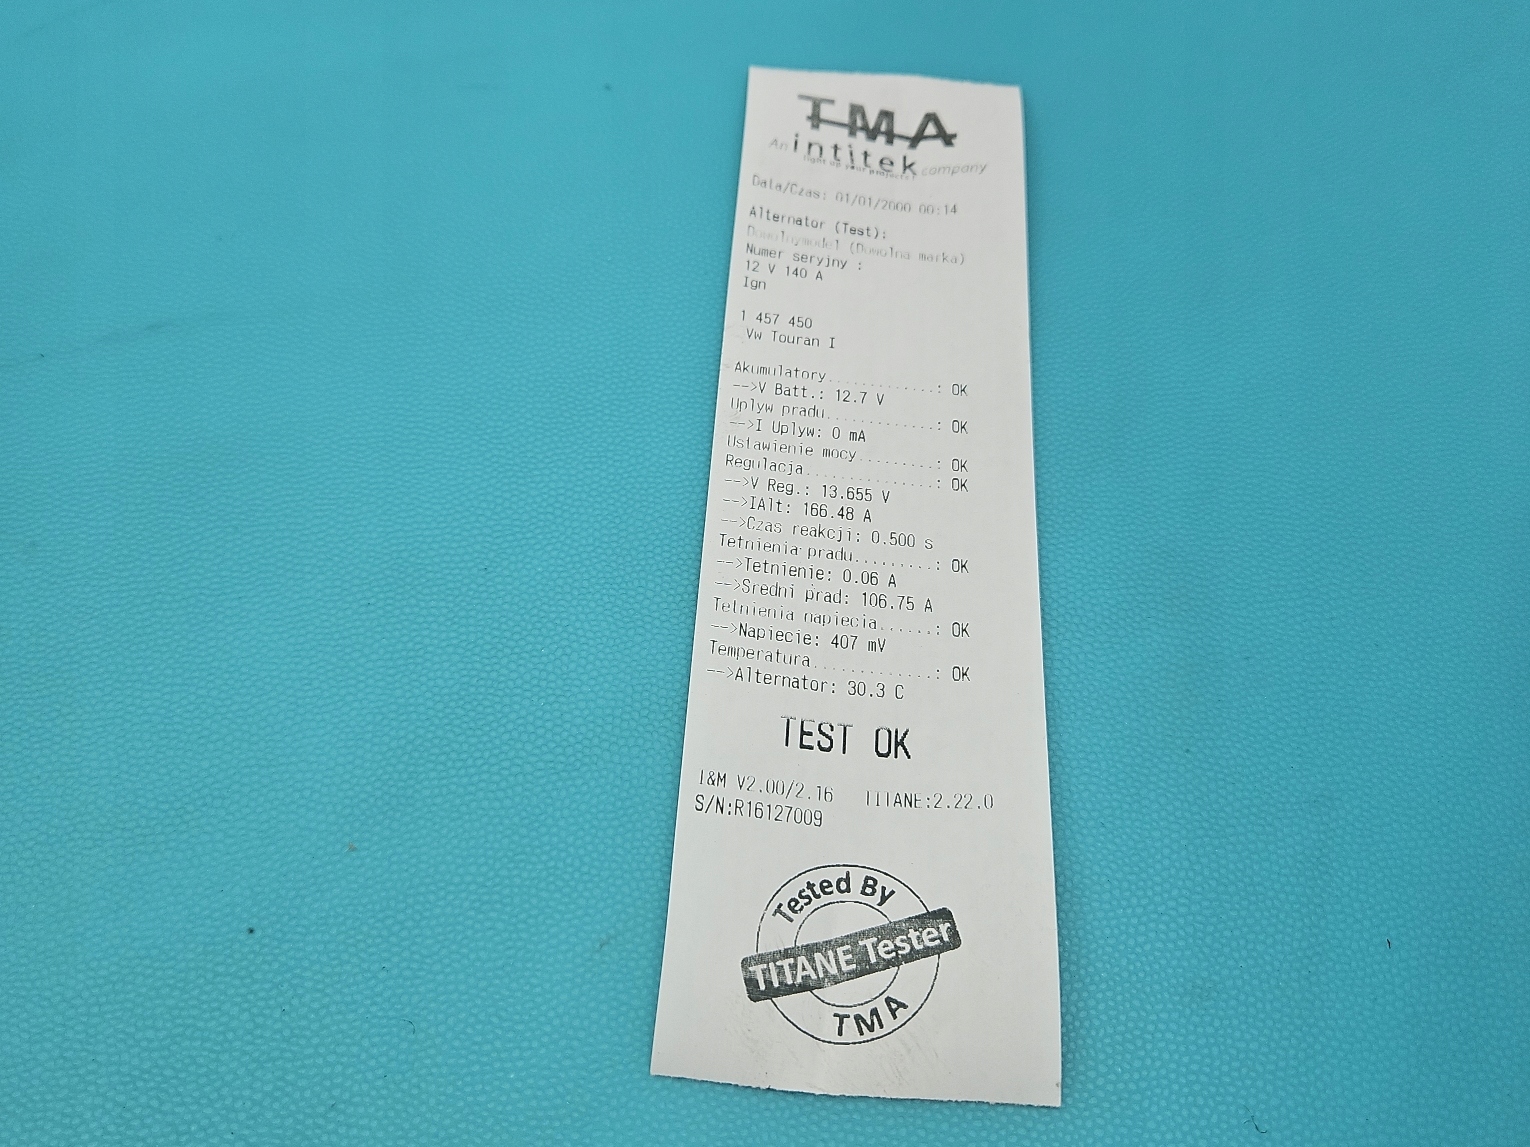 TMA
An intitek company
light up your projects!
Data/Czas: 01/01/2000 00:14
Alternator (Test):
Dowolnymodel (Dowolna marka)
Numer seryjny :
12 V 140 A
Ign
1 457 450
Vw Touran I
Akumulatory............: OK
-->V Batt.: 12.7 V
Uplyw pradu............: OK
-->I Uplyw: 0 mA
Ustawienie mocy........: OK
Regulacja..............: OK
-->V Reg.: 13.655 V
-->IAlt: 166.48 A
-->Czas reakcji: 0.500 s
Tetnienia pradu........: OK
-->Tetnienie: 0.06 A
-->Sredni prad: 106.75 A
Tetnienia napiecia.....: OK
-->Napiecie: 407 mV
Temperatura............: OK
-->Alternator: 30.3 C
TEST OK
I&M V2.00/2.16 TITANE:2.22.0
S/N:R16127009
Tested By
TITANE Tester
TMA